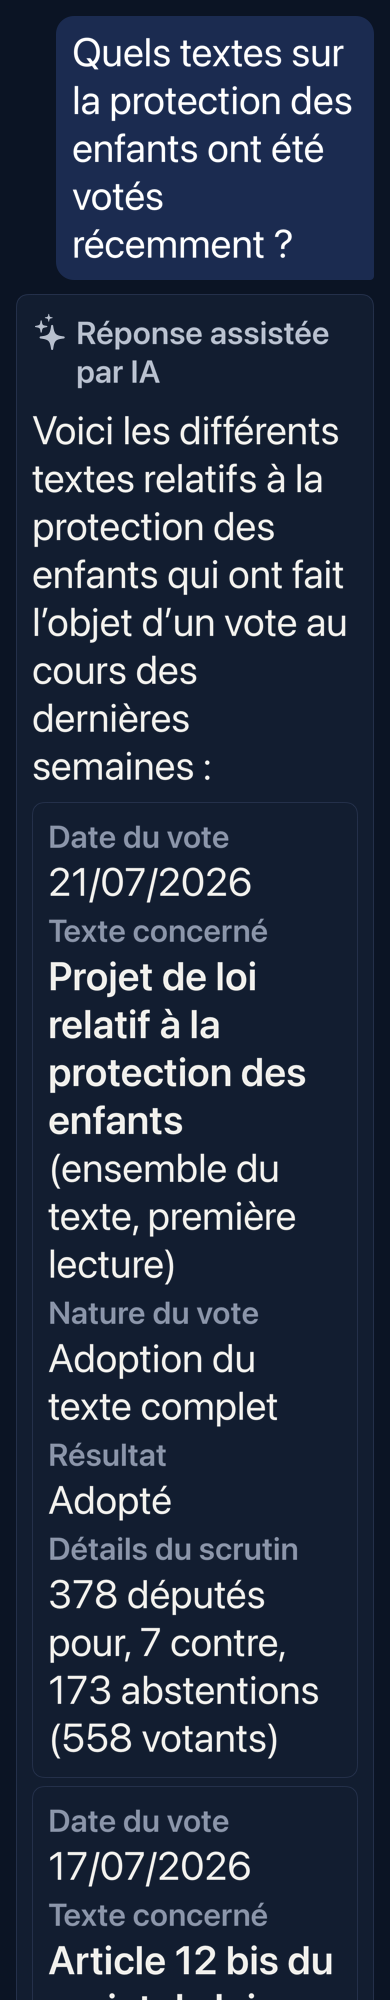 Quels textes sur
la protection des
enfants ont été
votés
récemment ?
Réponse assistée
par IA
Voici les différents
textes relatifs à la
protection des
enfants qui ont fait
l’objet d’un vote au
cours des
dernières
semaines :
Date du vote
21/07/2026
Texte concerné
Projet de loi
relatif à la
protection des
enfants
(ensemble du
texte, première
lecture)
Nature du vote
Adoption du
texte complet
Résultat
Adopté
Détails du scrutin
378 députés
pour, 7 contre,
173 abstentions
(558 votants)
Date du vote
17/07/2026
Texte concerné
Article 12 bis du